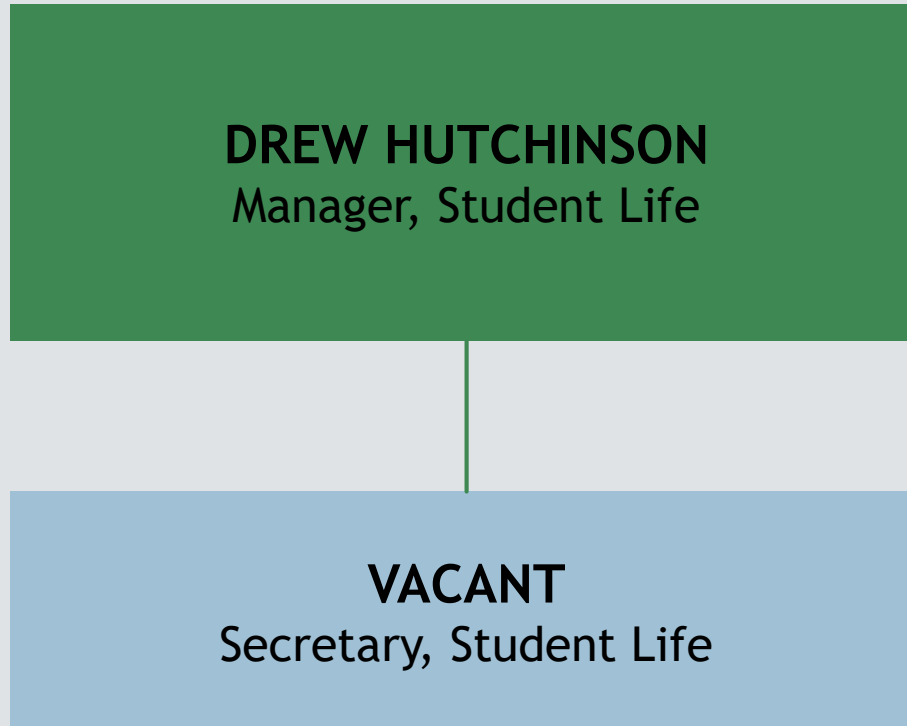 DREW HUTCHINSON
Manager, Student Life
VACANT
Secretary, Student Life